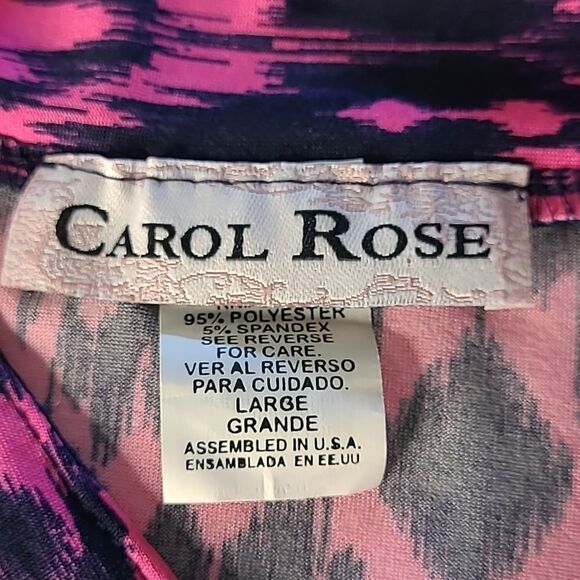 CAROL ROSE
95% POLYESTER
5% SPANDEX
SEE REVERSE
FOR CARE.
VER AL REVERSO
PARA CUIDADO.
LARGE
GRANDE
ASSEMBLED IN U.S.A.
ENSAMBLADA EN EE.UU